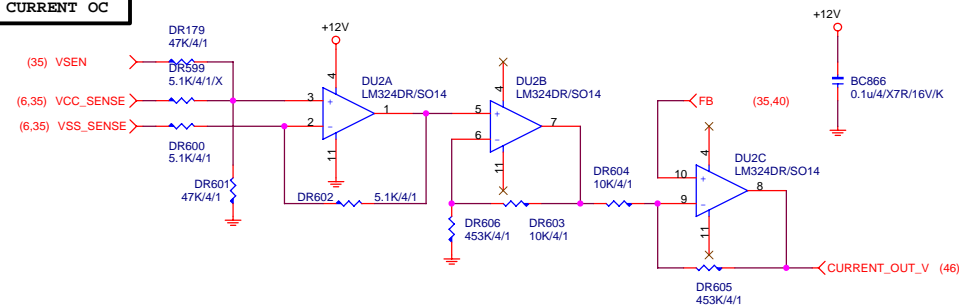 CURRENT OC
DR179
47K/4/1
(35) VSEN
DR599
5.1K/4/1/X
(6,35) VCC_SENSE
(6,35) VSS_SENSE
DR600
5.1K/4/1
DR601
47K/4/1
+12V
4
DU2A
LM324DR/SO14
3
+
1
2
-
11
DR602
5.1K/4/1
DU2B
LM324DR/SO14
4
5
+
7
6
-
11
DR606
453K/4/1
DR603
10K/4/1
DR604
10K/4/1
FB
(35,40)
4
DU2C
LM324DR/SO14
10
+
8
9
-
11
DR605
453K/4/1
CURRENT_OUT_V (46)
+12V
BC866
0.1u/4/X7R/16V/K